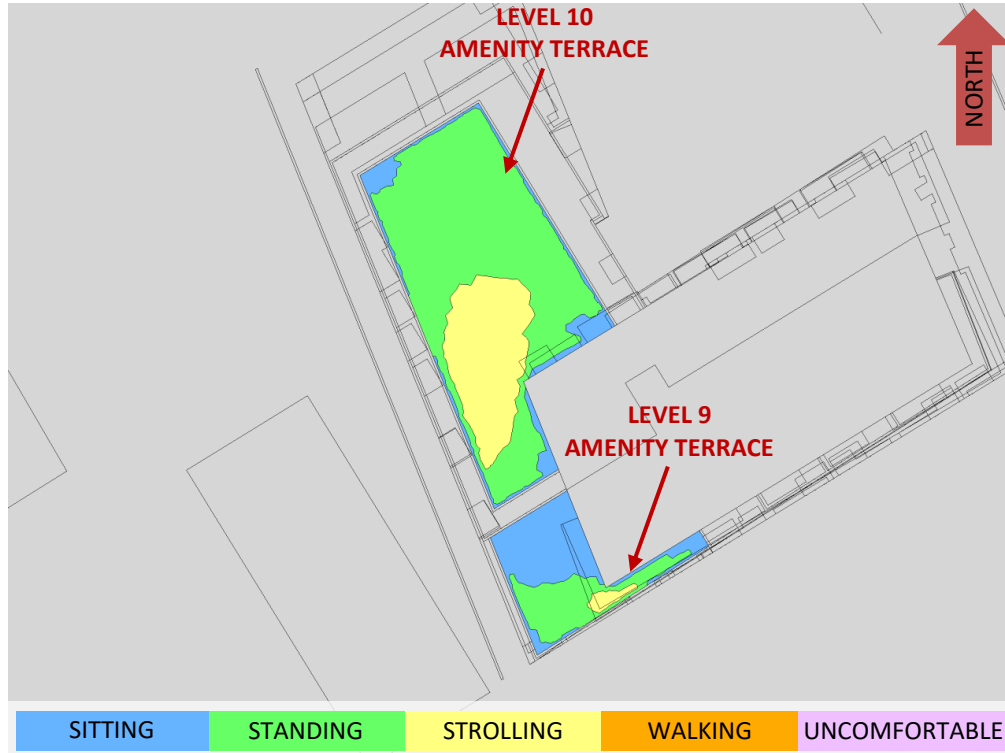 LEVEL 10
AMENITY TERRACE
NORTH
LEVEL 9
AMENITY TERRACE
SITTING
STANDING
STROLLING
WALKING
UNCOMFORTABLE